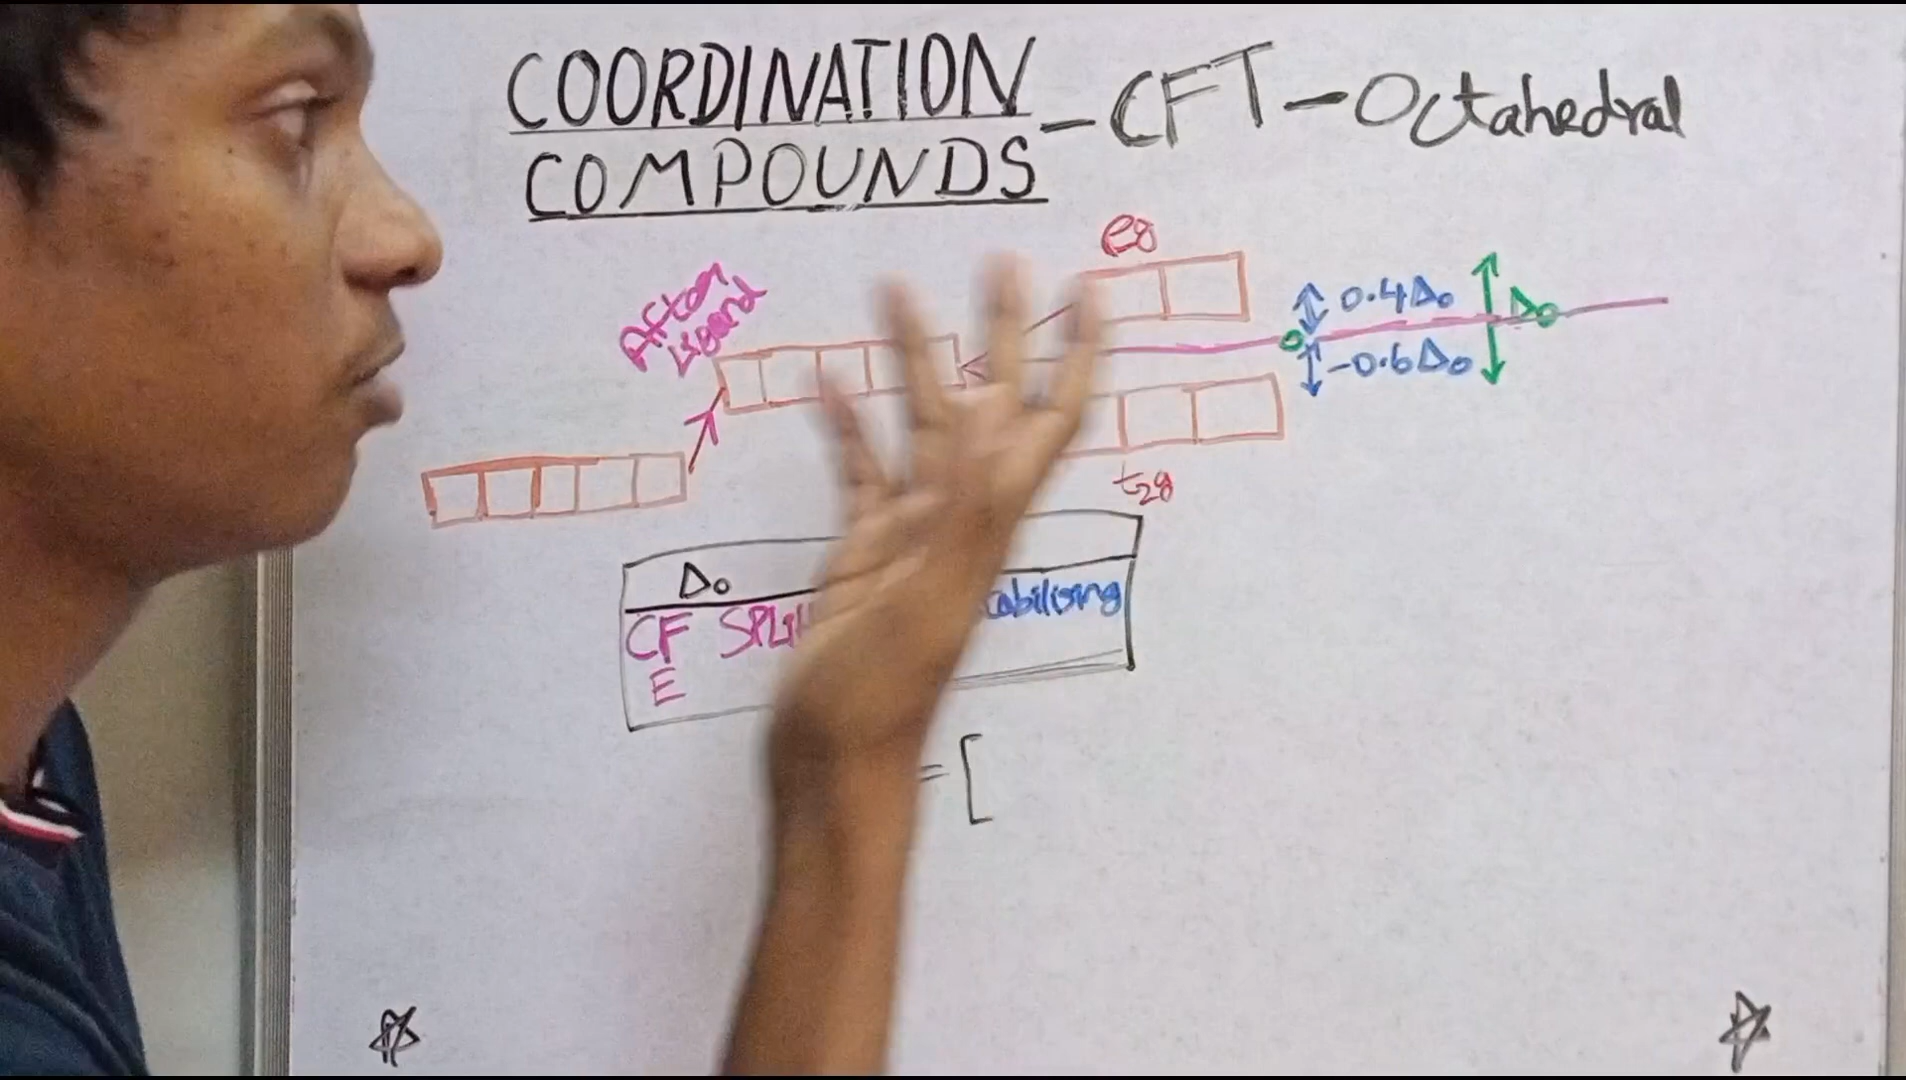 COORDINATION
COMPOUNDS - CFT - Octahedral
eg
After
Ligand
0.4Δo
Δo
0
-0.6Δo
t2g
Δo
CF
E
= [